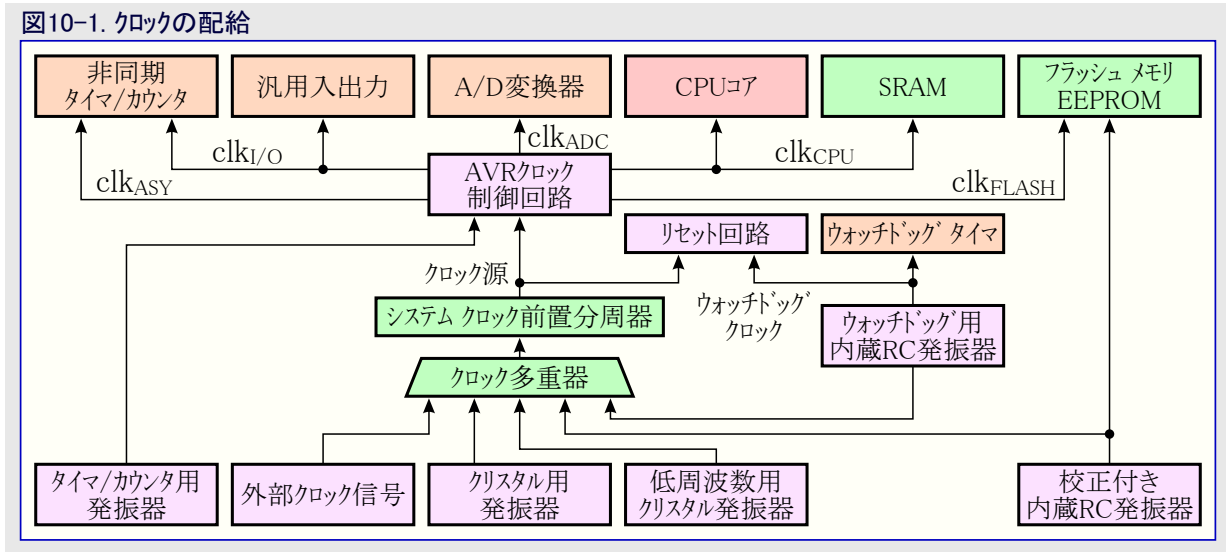 図10-1. クロックの配給
非同期
タイマ/カウンタ
汎用入出力
A/D変換器
CPUコア
SRAM
フラッシュ メモリ
EEPROM
clkI/O
clkADC
clkCPU
clkASY
AVRクロック
制御回路
clkFLASH
リセット回路
ウォッチドッグ タイマ
クロック源
ウォッチドッグ
クロック
システム クロック前置分周器
ウォッチドッグ用
内蔵RC発振器
クロック多重器
タイマ/カウンタ用
発振器
外部クロック信号
クリスタル用
発振器
低周波数用
クリスタル発振器
校正付き
内蔵RC発振器